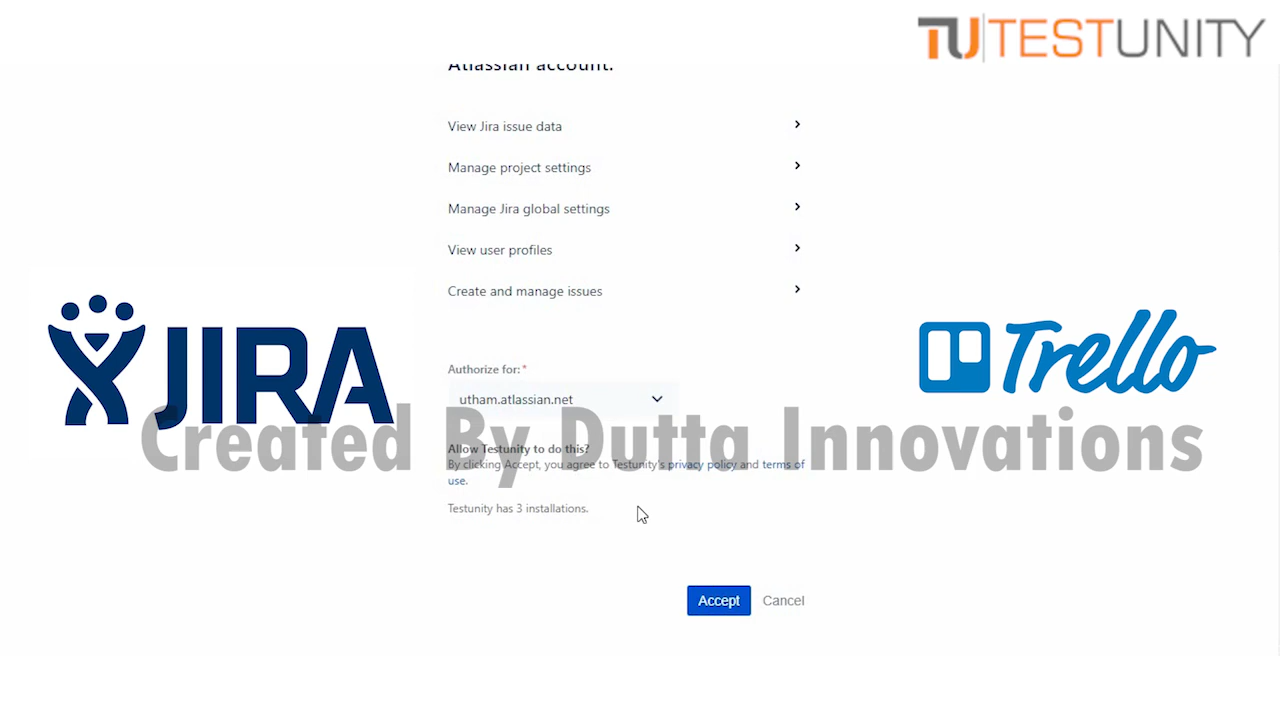 TU TESTUNITY
Atlassian account.
View Jira issue data
Manage project settings
Manage Jira global settings
View user profiles
Create and manage issues
JIRA
Trello
Authorize for: *
utham.atlassian.net
Created By Dutta Innovations
Allow Testunity to do this?
By clicking Accept, you agree to Testunity's privacy policy and terms of
use.
Testunity has 3 installations.
Accept Cancel